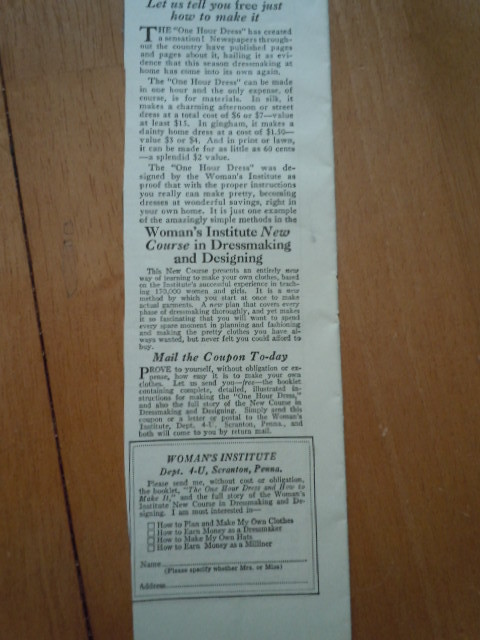 Let us tell you free just
how to make it
THE "One Hour Dress" has created
a sensation! Newspapers through-
out the country have published pages
and pages about it, hailing it as evi-
dence that this season dressmaking at
home has come into its own again.
The "One Hour Dress" can be made
in one hour and the only expense, of
course, is for materials. In silk, it
makes a charming afternoon or street
dress at a total cost of $6 or $7—value
at least $15. In gingham, it makes a
dainty home dress at a cost of $1.50—
value $3 or $4. And in print or lawn,
it can be made for as little as 60 cents
—a splendid $2 value.
The "One Hour Dress" was de-
signed by the Woman's Institute as
proof that with the proper instructions
you really can make pretty, becoming
dresses at wonderful savings, right in
your own home. It is just one example
of the amazingly simple methods in the
Woman's Institute New
Course in Dressmaking
and Designing
This New Course presents an entirely new
way of learning to make your own clothes, based
on the Institute's successful experience in teach-
ing 170,000 women and girls. It is a new
method by which you start at once to make
actual garments. A new plan that covers every
phase of dressmaking thoroughly, and yet makes
it so fascinating that you will want to spend
every spare moment in planning and fashioning
and making the pretty clothes you have al-
ways wanted, but never felt you could afford to
buy.
Mail the Coupon To-day
PROVE to yourself, without obligation or ex-
pense, how easy it is to make your own
clothes. Let us send you—free—the booklet
containing complete, detailed, illustrated in-
structions for making the "One Hour Dress,"
and also the full story of the New Course in
Dressmaking and Designing. Simply send this
coupon or a letter or postal to the Woman's
Institute, Dept. 4-U, Scranton, Penna., and
both will come to you by return mail.
WOMAN'S INSTITUTE
Dept. 4-U, Scranton, Penna.
Please send me, without cost or obligation,
the booklet, "The One Hour Dress and How to
Make It," and the full story of the Woman's
Institute New Course in Dressmaking and De-
signing. I am most interested in—
How to Plan and Make My Own Clothes
How to Earn Money as a Dressmaker
How to Make My Own Hats
How to Earn Money as a Milliner
Name
(Please specify whether Mrs. or Miss)
Address